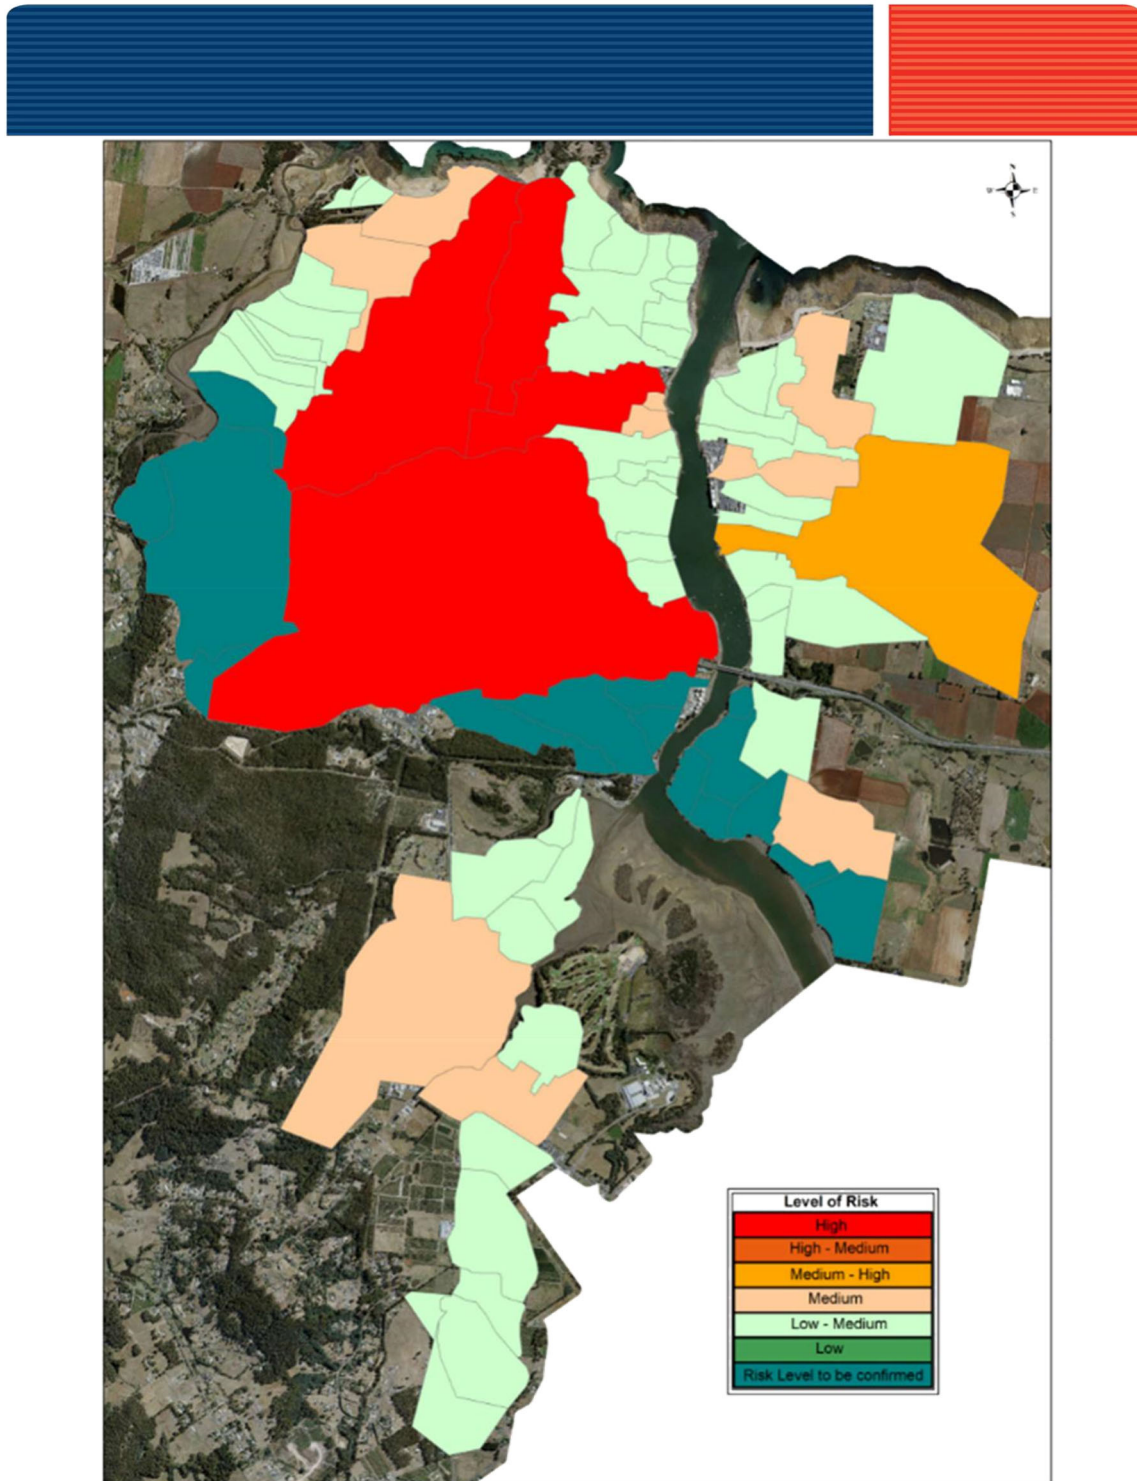 N
W E
S
Level of Risk
High
High - Medium
Medium - High
Medium
Low - Medium
Low
Risk Level to be confirmed